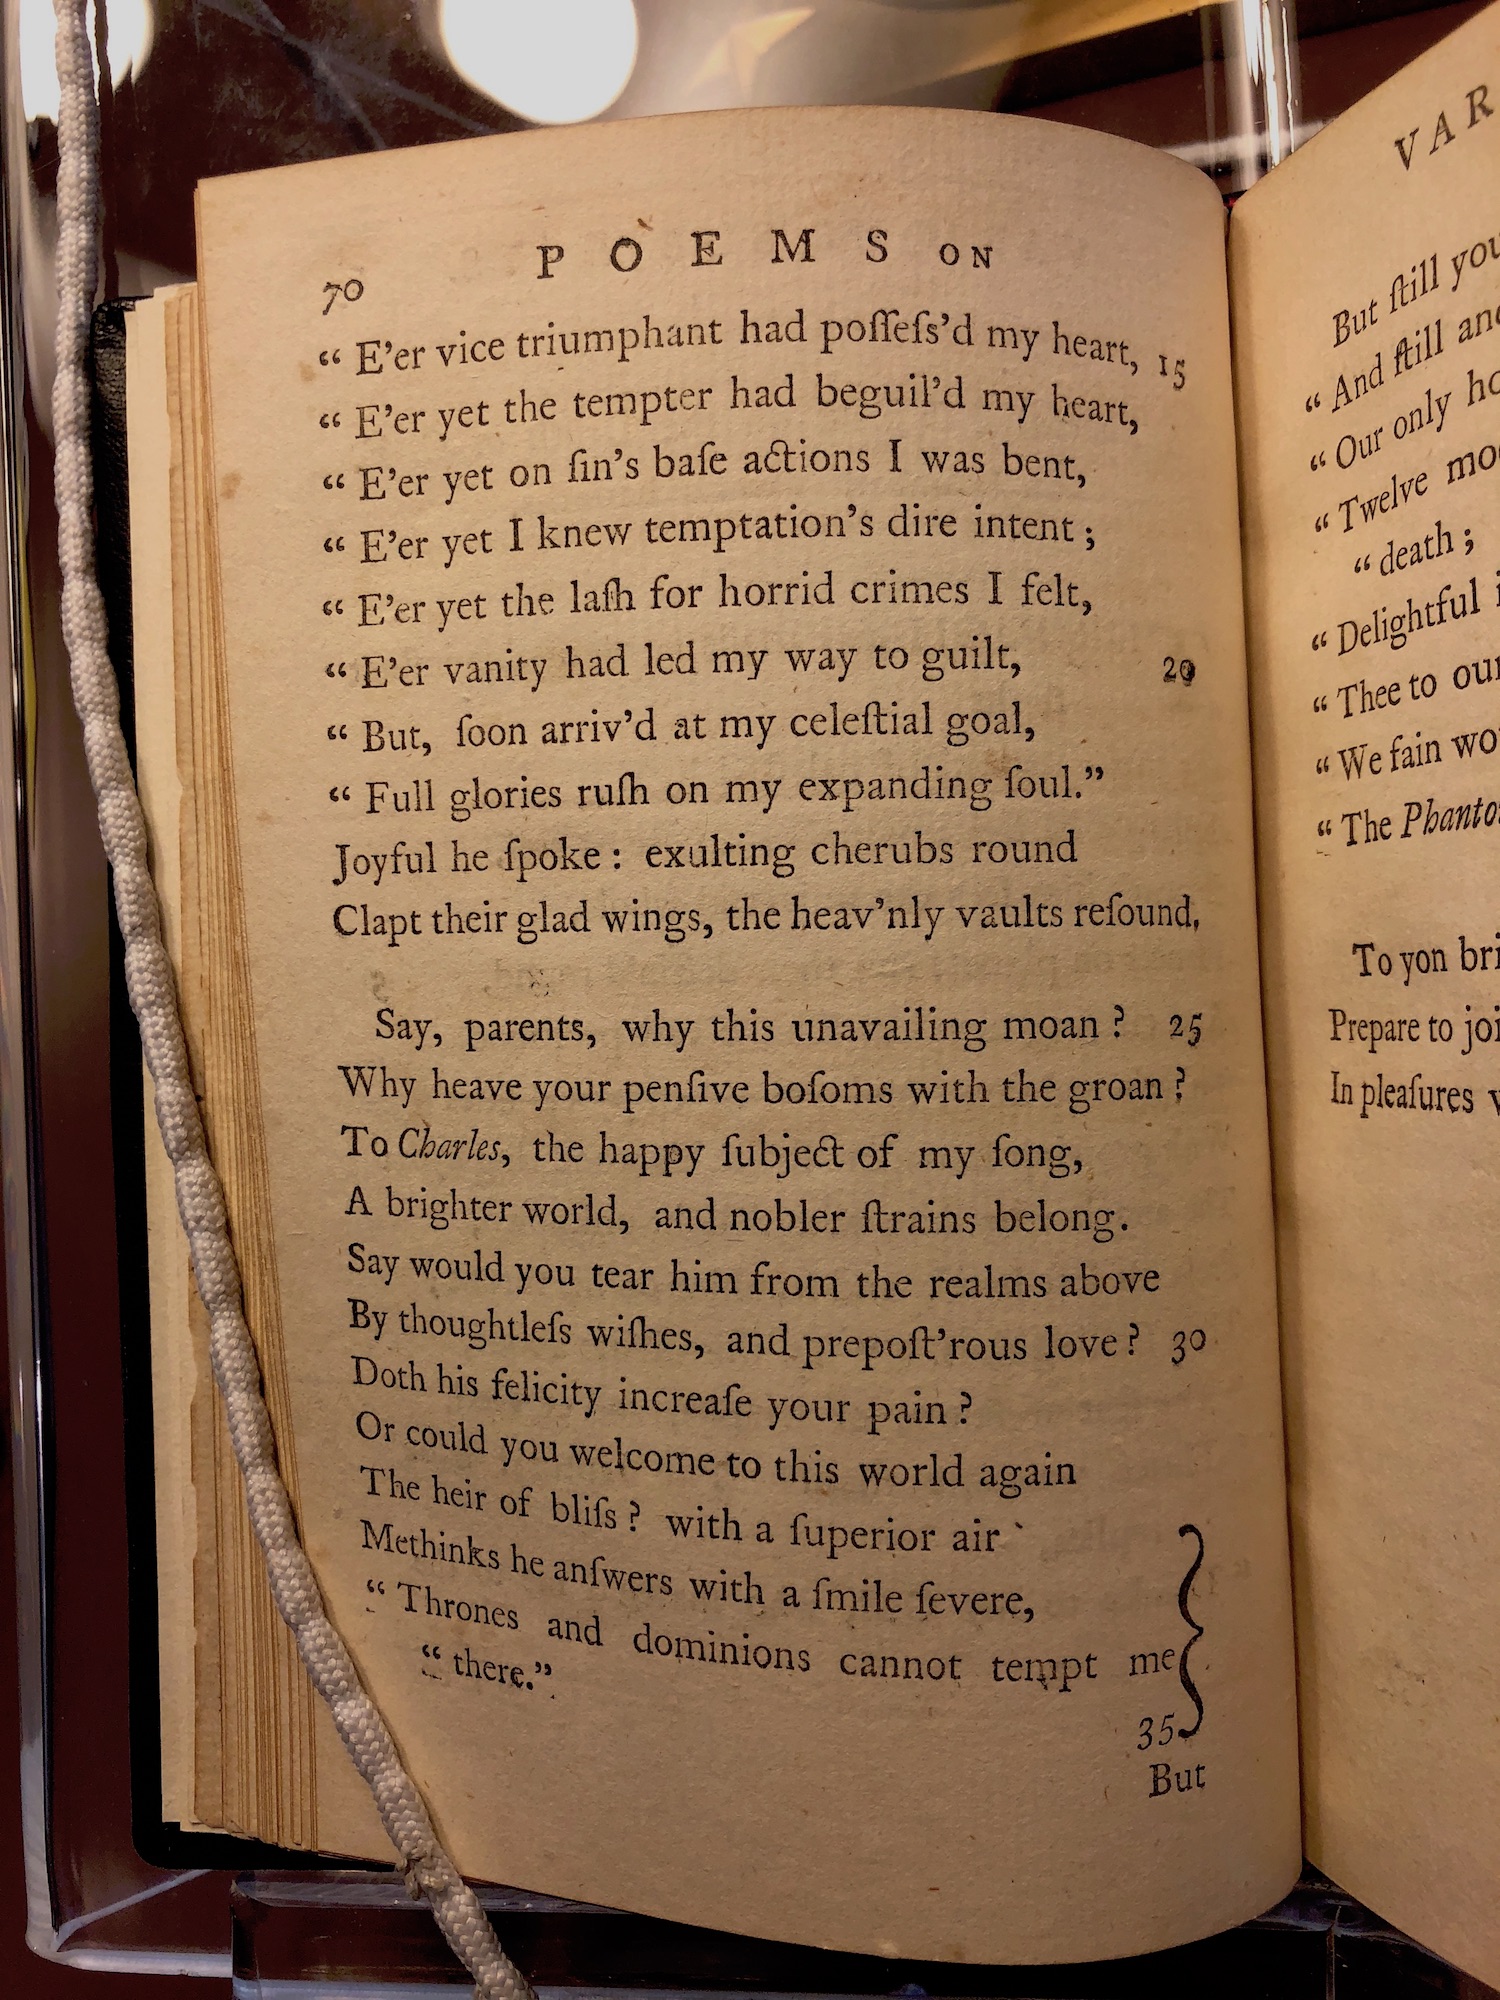 POEMS ON
70
“ E’er vice triumphant had poſſeſs’d my heart, 15
“ E’er yet the tempter had beguil’d my heart,
“ E’er yet on ſin’s baſe actions I was bent,
“ E’er yet I knew temptation’s dire intent ;
“ E’er yet the laſh for horrid crimes I felt,
“ E’er vanity had led my way to guilt, 20
“ But, ſoon arriv’d at my celeſtial goal,
“ Full glories ruſh on my expanding ſoul.”
Joyful he ſpoke : exulting cherubs round
Clapt their glad wings, the heav’nly vaults reſound.
Say, parents, why this unavailing moan ? 25
Why heave your penſive boſoms with the groan ?
To Charles, the happy ſubject of my ſong,
A brighter world, and nobler ſtrains belong.
Say would you tear him from the realms above
By thoughtleſs wiſhes, and prepoſt’rous love ? 30
Doth his felicity increaſe your pain ?
Or could you welcome to this world again
The heir of bliſs ? with a ſuperior air
Methinks he anſwers with a ſmile ſevere,
“ Thrones and dominions cannot tempt me
“ there.”
35
But
VAR
But ſtill you
“ And ſtill
“ Our only
“ Twelve
“ death ;
“ Delightful
“ Thee to
“ We fain
“ The
To yon
Prepare to
In pleaſures